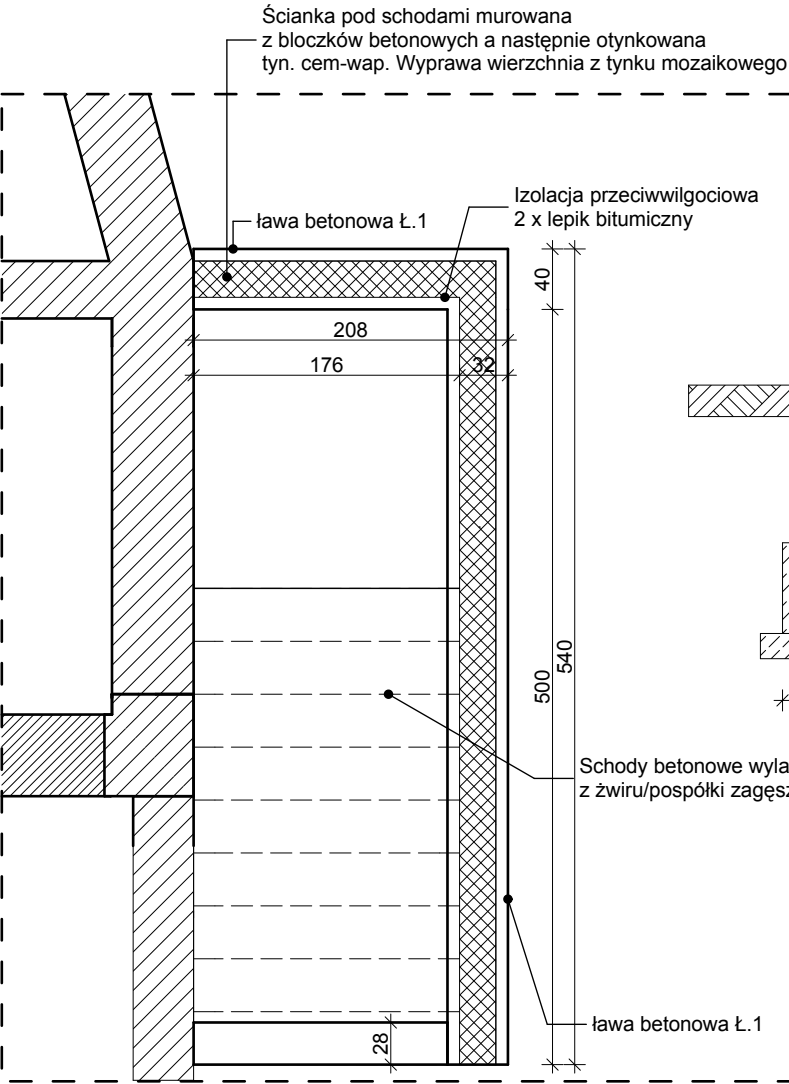 Ścianka pod schodami murowana
z bloczków betonowych a następnie otynkowana
tyn. cem-wap. Wyprawa wierzchnia z tynku mozaikowego
Izolacja przeciwwilgociowa
2 x lepik bitumiczny
ława betonowa Ł.1
40
208
176
32
500
540
Schody betonowe wyla
z żwiru/pospółki zagęsz
ława betonowa Ł.1
28